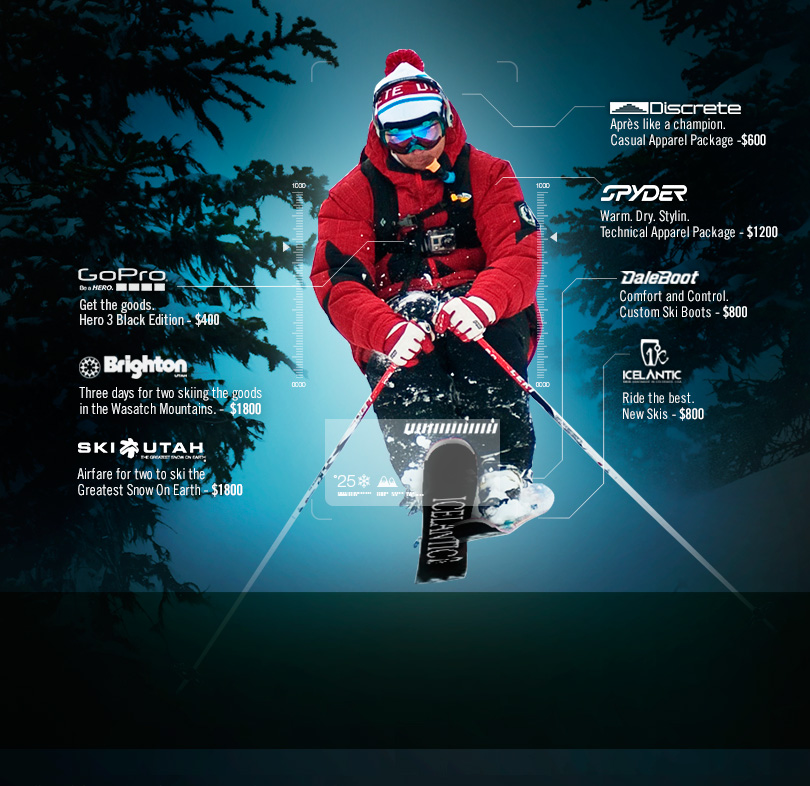 ETE U
Discrete
Après like a champion.
Casual Apparel Package -$600
1000
1000
SPYDER
Warm. Dry. Stylin.
Technical Apparel Package - $1200
GoPro
Be a HERO.
Get the goods.
Hero 3 Black Edition - $400
DaleBoot
Comfort and Control.
Custom Ski Boots - $800
Brighton
UTAH
Three days for two skiing the goods
in the Wasatch Mountains. - $1800
ICELANTIC
Ride the best.
New Skis - $800
0000
0000
SKI UTAH
THE GREATEST SNOW ON EARTH
Airfare for two to ski the
Greatest Snow On Earth - $1800
°25
ICELANTIC